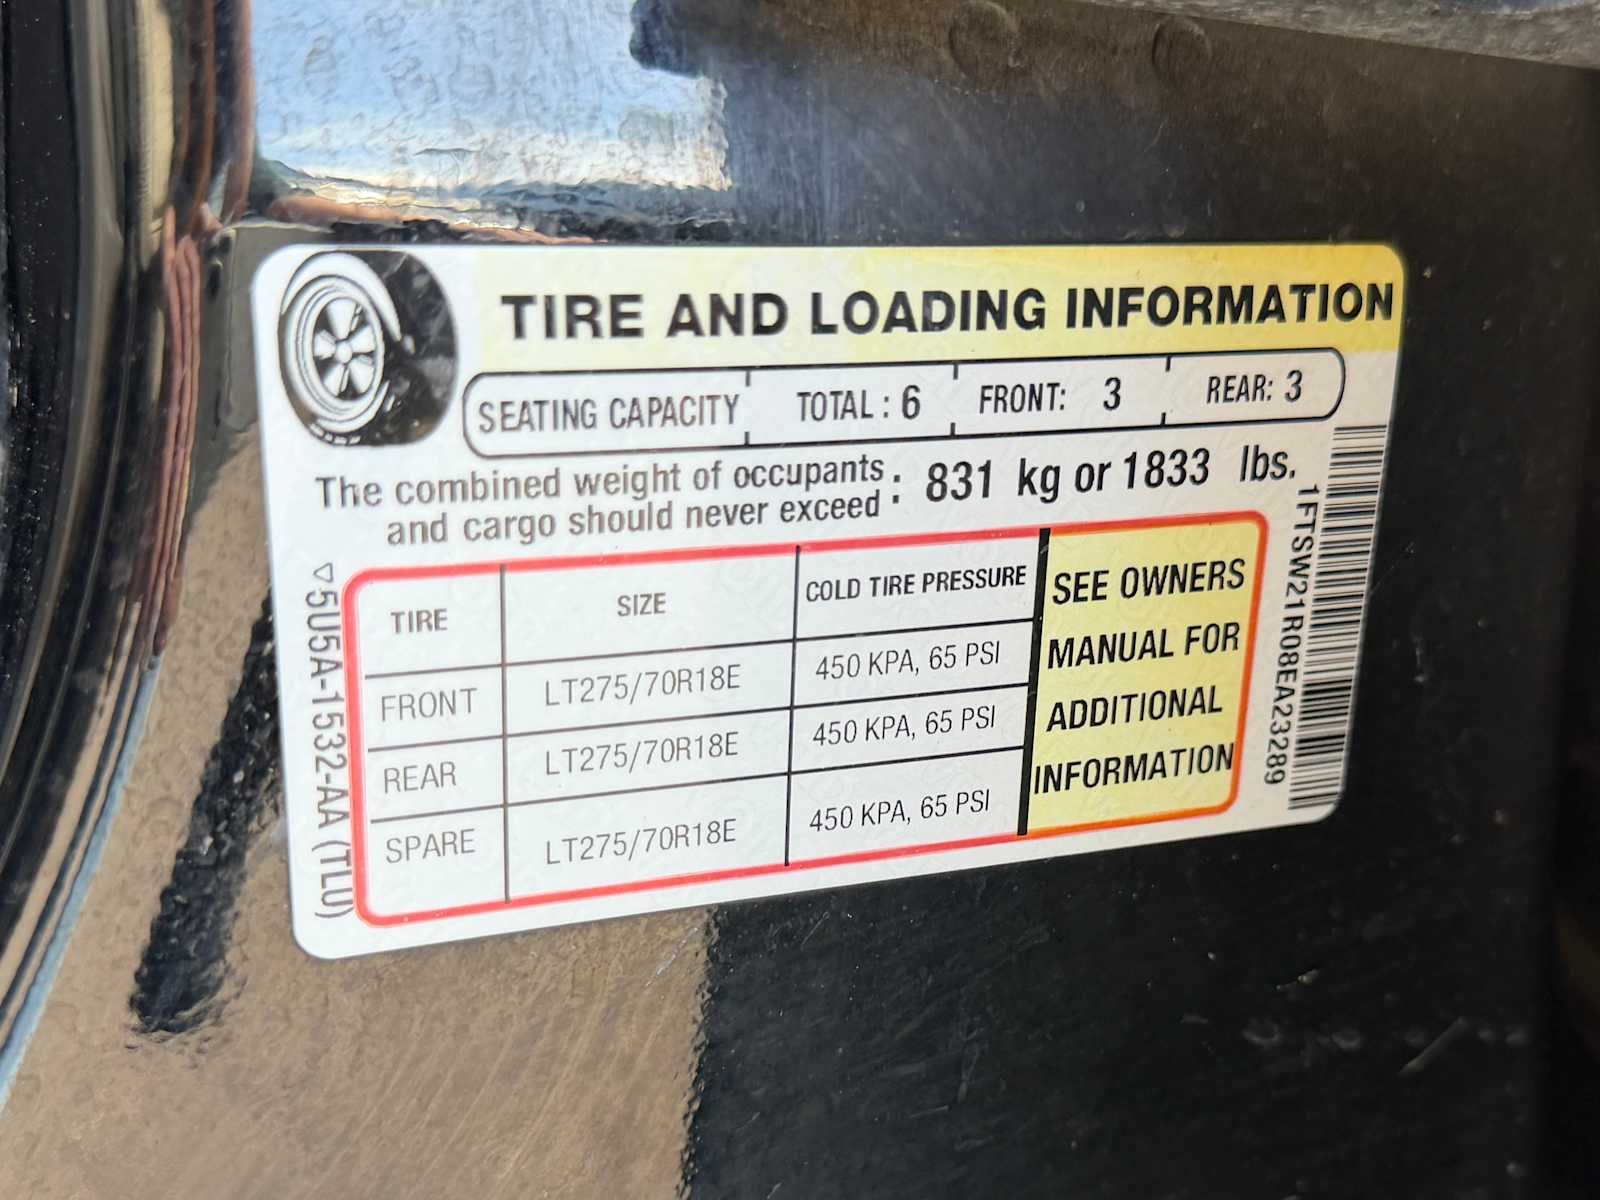 TIRE AND LOADING INFORMATION
SEATING CAPACITY TOTAL : 6 FRONT: 3 REAR: 3
The combined weight of occupants
and cargo should never exceed : 831 kg or 1833 lbs.
TIRE SIZE COLD TIRE PRESSURE
FRONT LT275/70R18E 450 KPA, 65 PSI
REAR LT275/70R18E 450 KPA, 65 PSI
SPARE LT275/70R18E 450 KPA, 65 PSI
SEE OWNERS
MANUAL FOR
ADDITIONAL
INFORMATION
▽5U5A-1532-AA (TLU)
1FTSW21R08EA23289